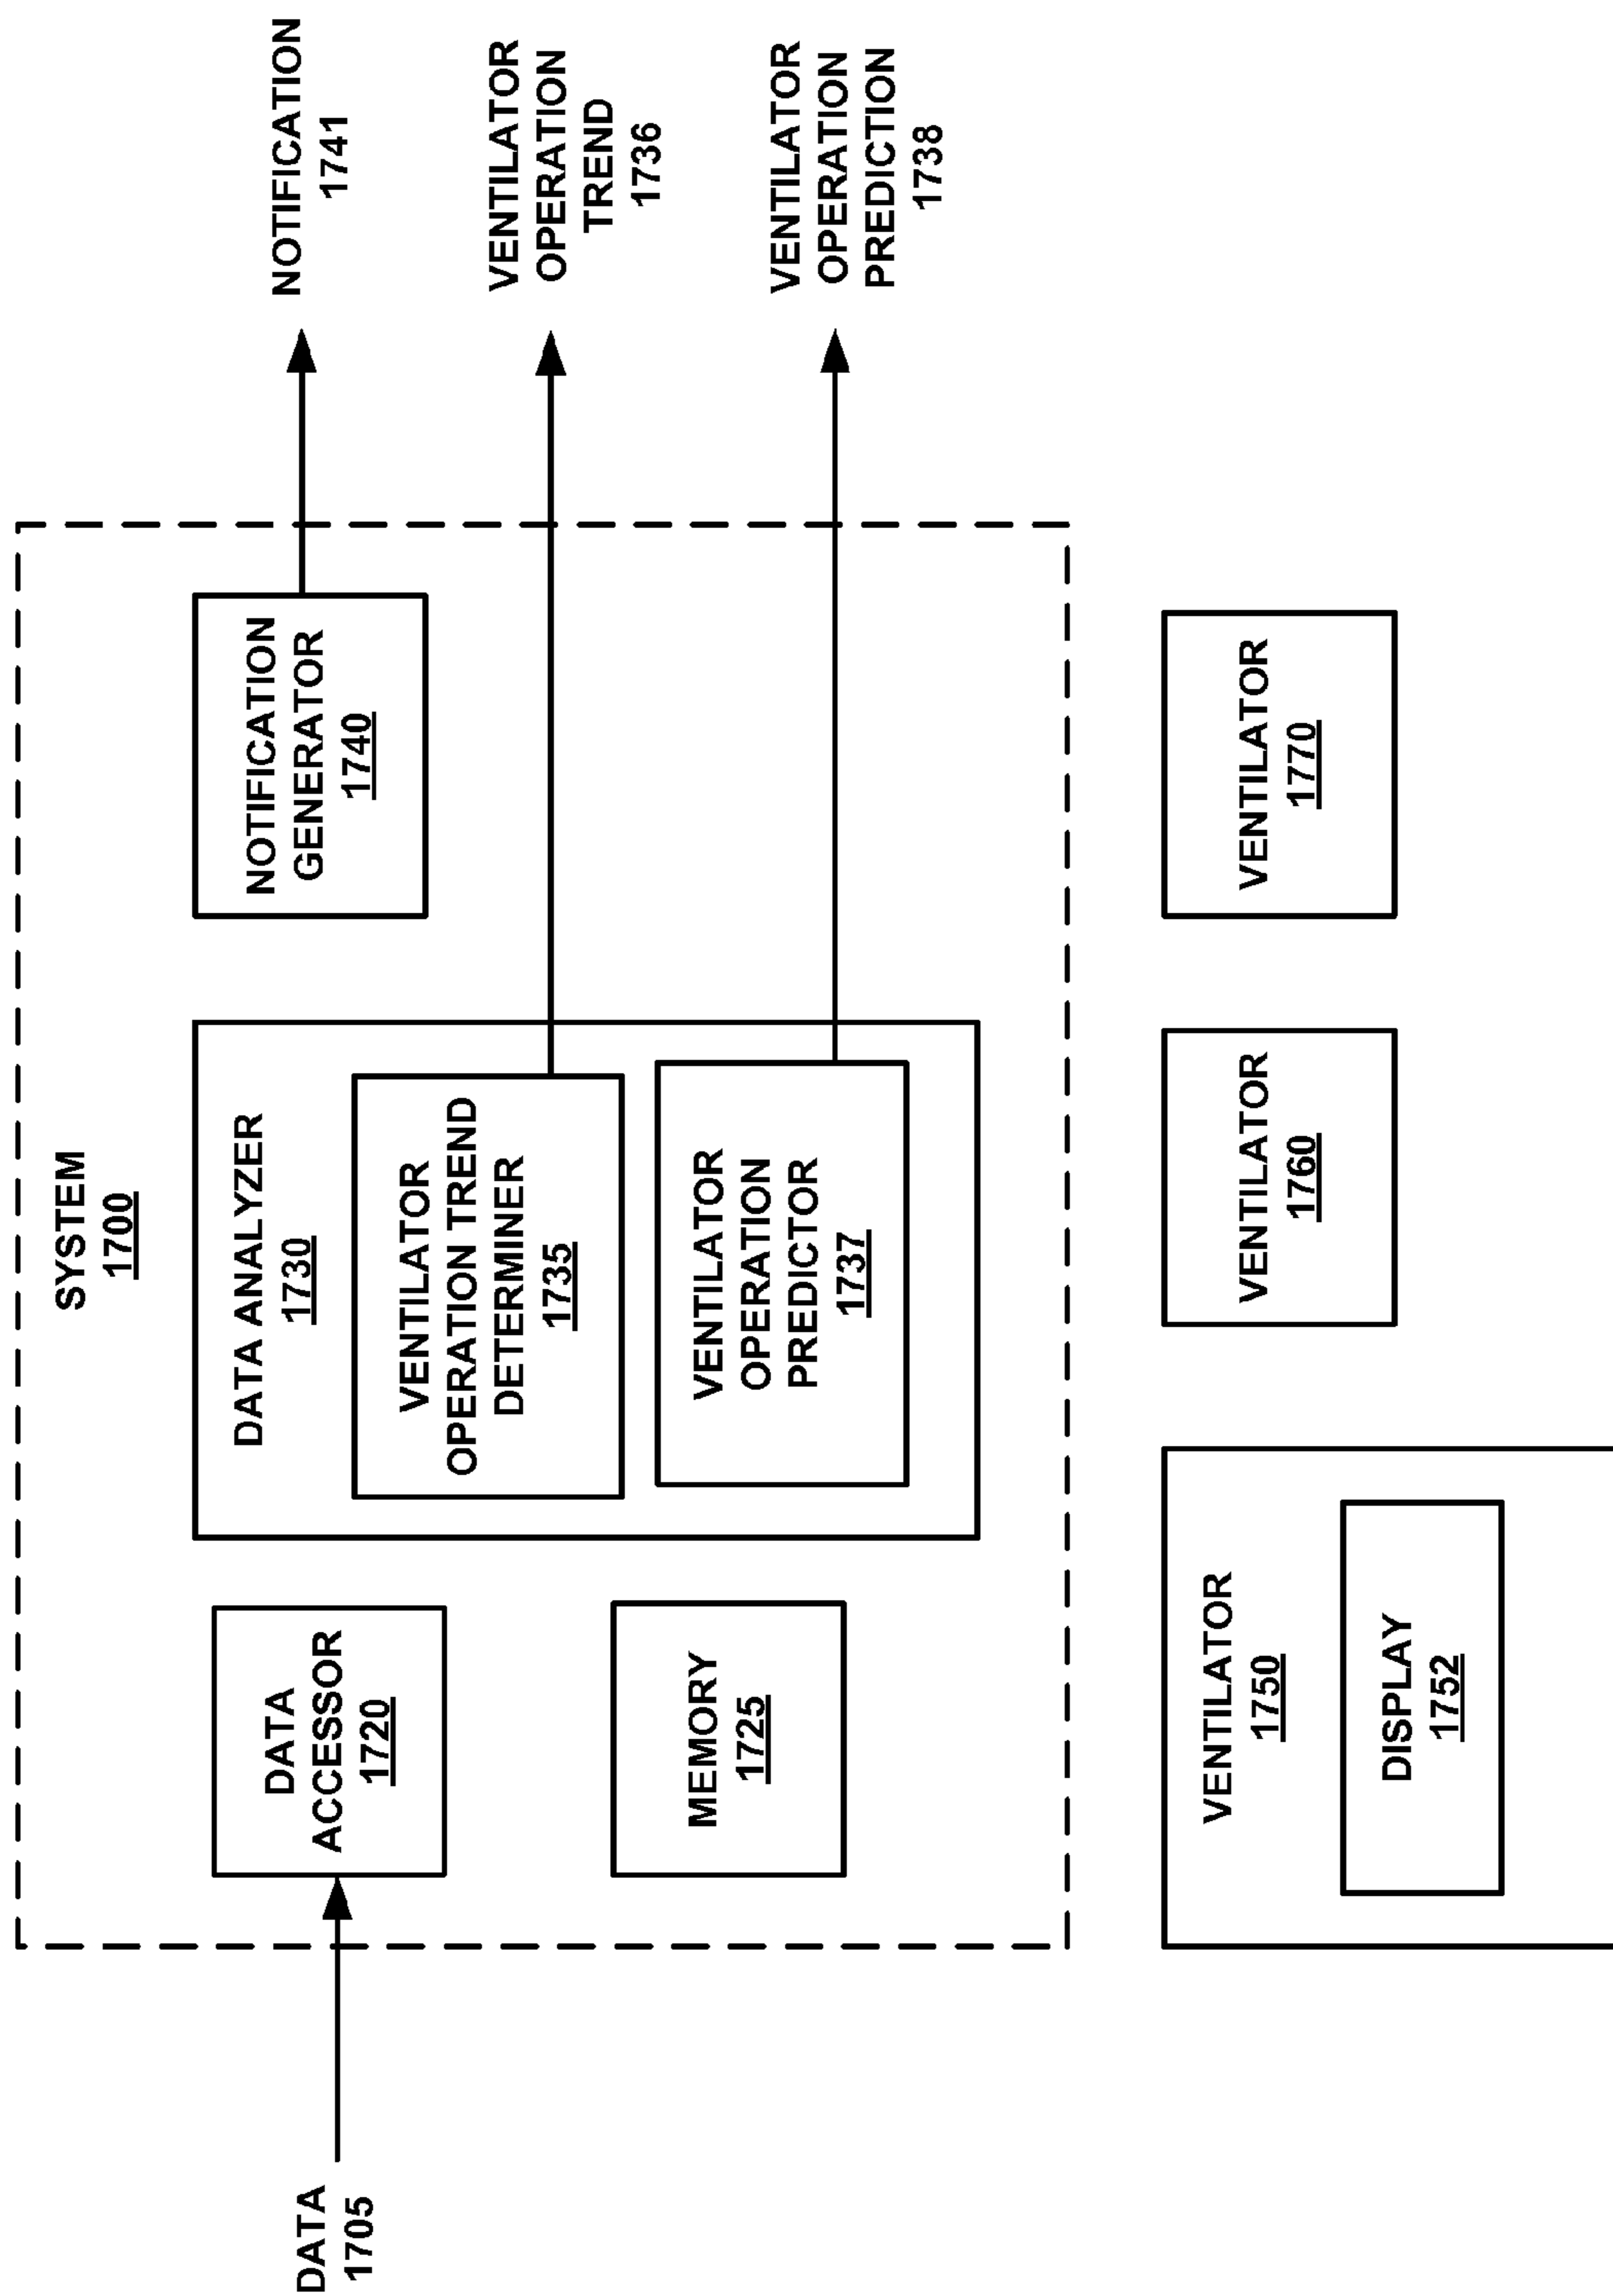 SYSTEM
1700
DATA
1705
DATA
ACCESSOR
1720
MEMORY
1725
DATA ANALYZER
1730
VENTILATOR
OPERATION TREND
DETERMINER
1735
VENTILATOR
OPERATION
PREDICTOR
1737
NOTIFICATION
GENERATOR
1740
NOTIFICATION
1741
VENTILATOR
OPERATION
TREND
1736
VENTILATOR
OPERATION
PREDICTION
1738
VENTILATOR
1750
DISPLAY
1752
VENTILATOR
1760
VENTILATOR
1770